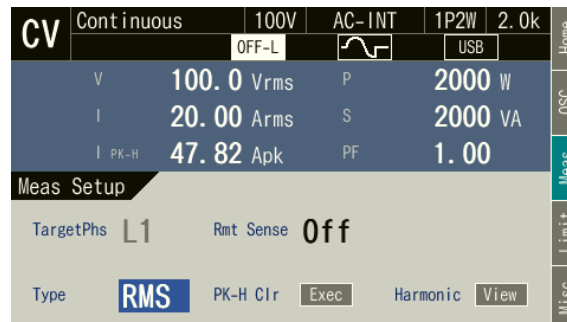 CV Continuous 100V AC-INT 1P2W 2.0k
OFF-L USB
V 100.0 Vrms P 2000 W
I 20.00 Arms S 2000 VA
I PK-H 47.82 Apk PF 1.00
Meas Setup
TargetPhs L1 Rmt Sense Off
Type RMS PK-H Clr Exec Harmonic View
Home
OSC
Meas
Limit
Misc